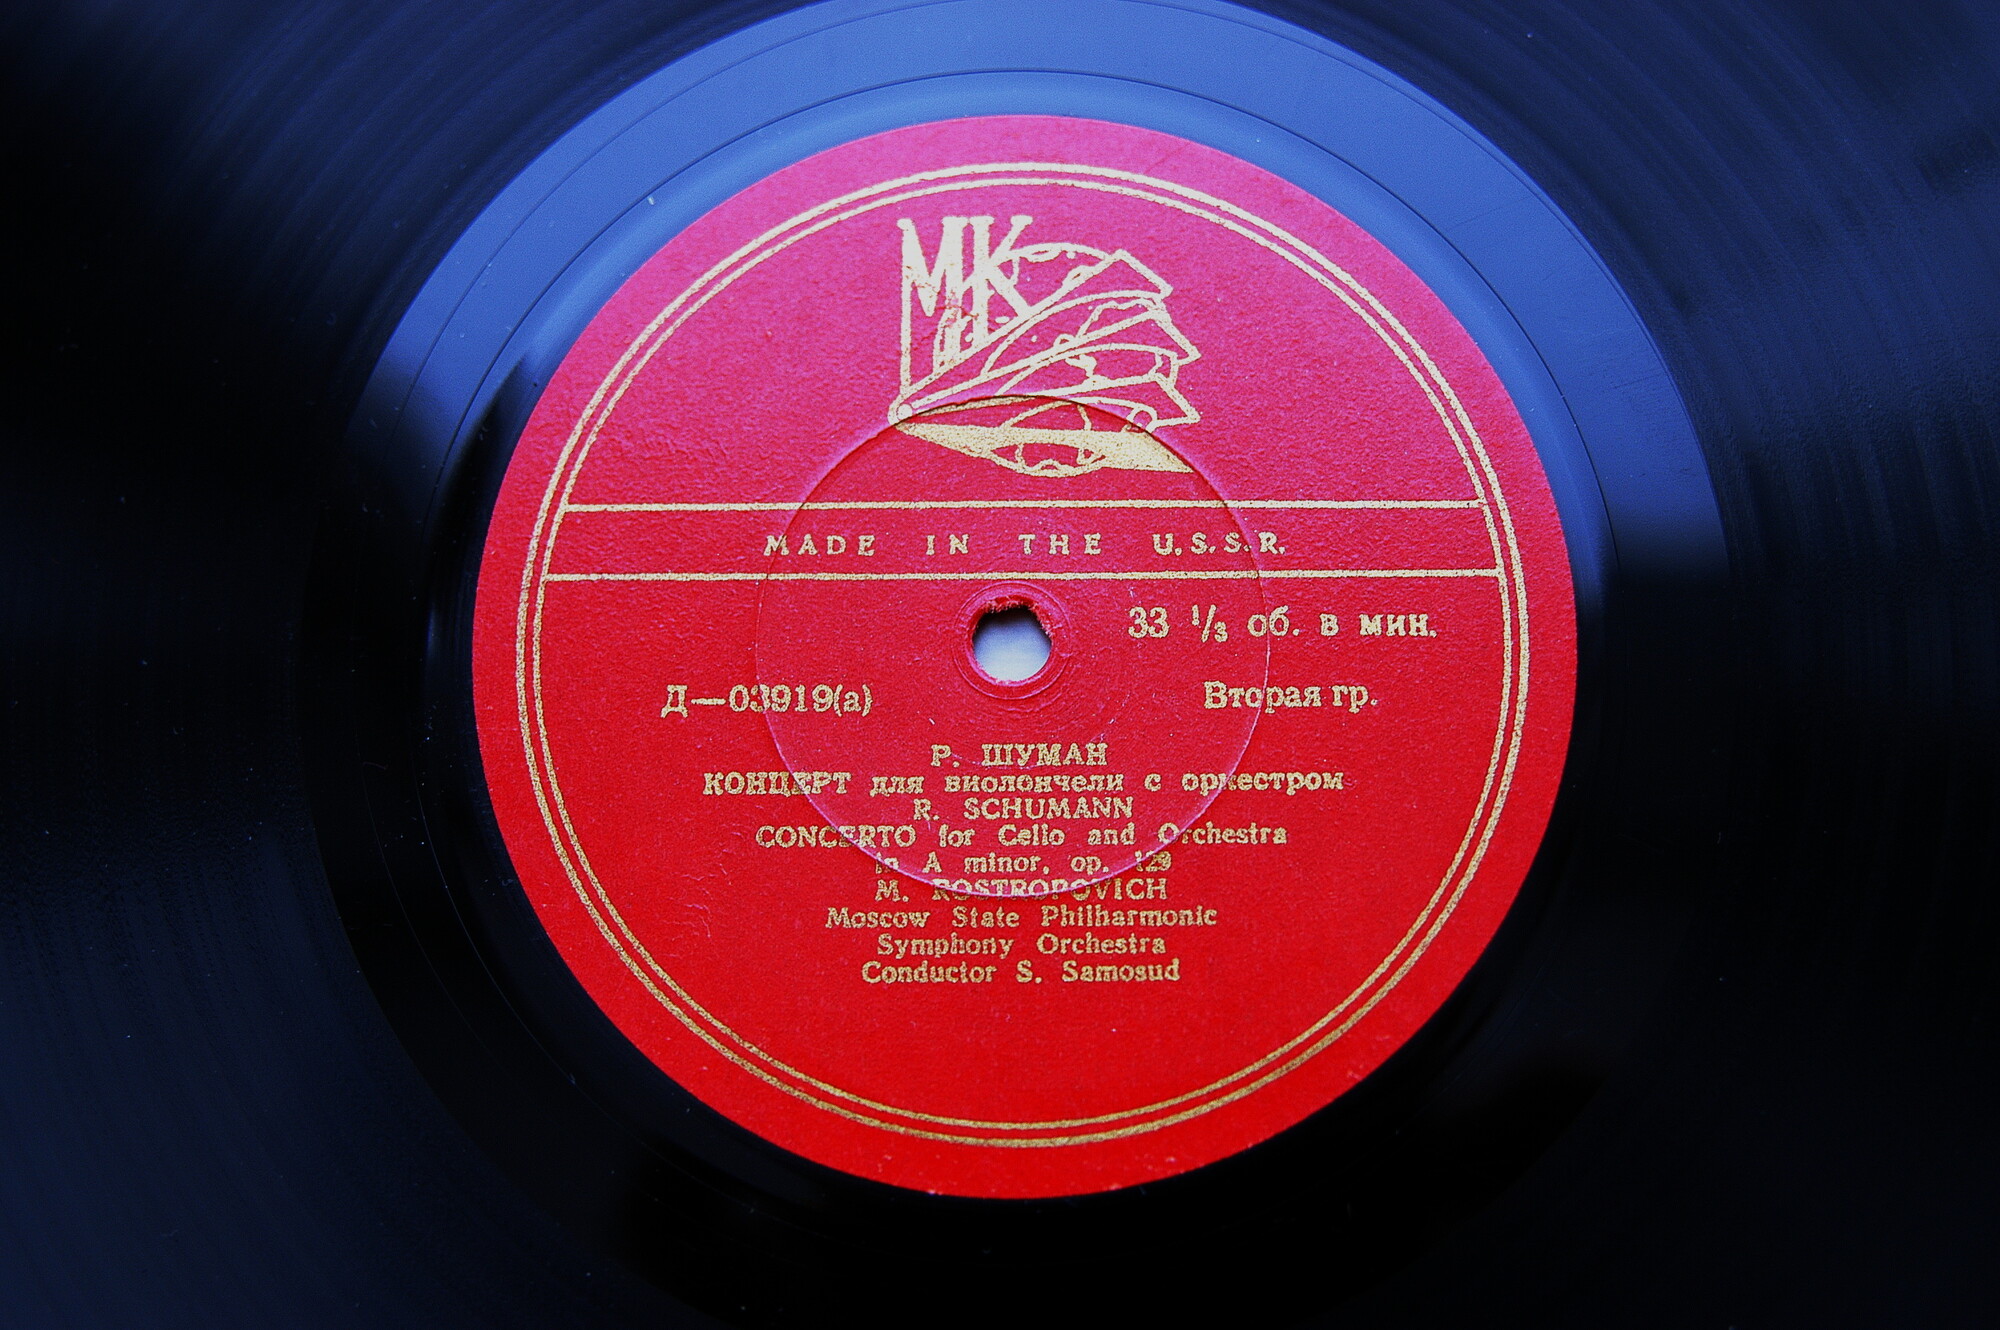 МК
MADE IN THE U.S.S.R.
33 1/3 об. в мин.
Д—03919(а)
Вторая гр.
Р. ШУМАН
КОНЦЕРТ для виолончели с оркестром
R. SCHUMANN
CONCERTO for Cello and Orchestra
in A minor, op. 129
M. ROSTROPOVICH
Moscow State Philharmonic
Symphony Orchestra
Conductor S. Samosud